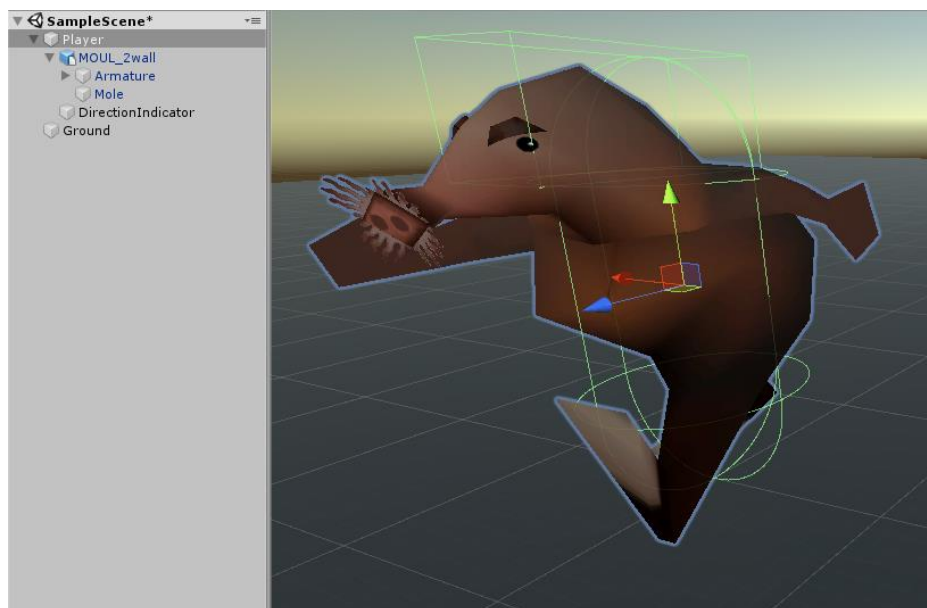 SampleScene*
Player
MOUL_2wall
Armature
Mole
DirectionIndicator
Ground